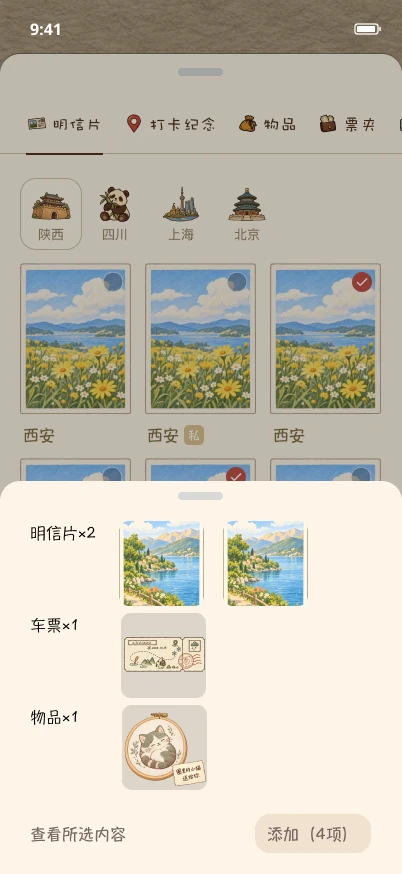 9:41
明信片 打卡纪念 物品 票夹
陕西 四川 上海 北京
西安 西安 私 西安
明信片×2
车票×1
物品×1
查看所选内容 添加（4项）